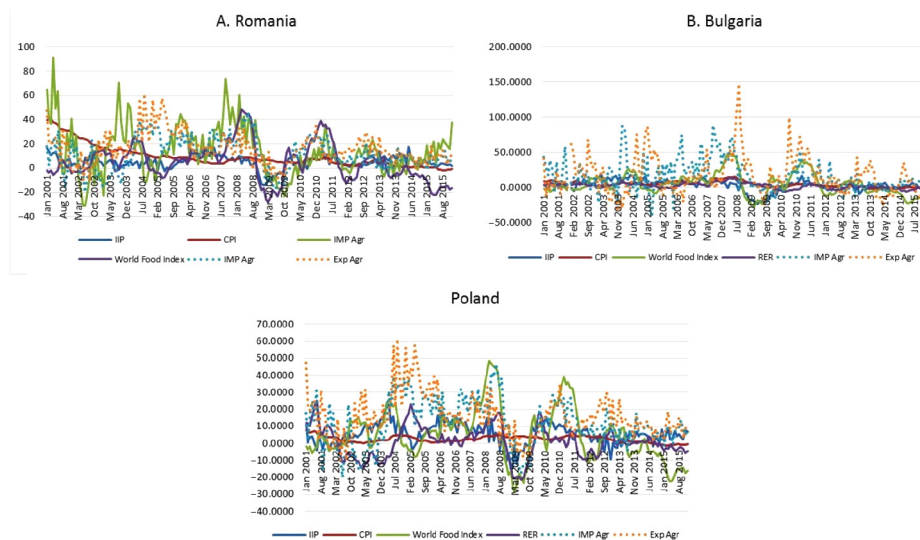 A. Romania
100
80
60
40
20
0
−20
−40
Jan 2001
Aug 2001
Mar 2002
Oct 2002
May 2003
Dec 2003
Jul 2004
Feb 2005
Sep 2005
Apr 2006
Nov 2006
Jun 2007
Jan 2008
Aug 2008
Mar 2009
Oct 2009
May 2010
Dec 2010
Jul 2011
Feb 2012
Sep 2012
Apr 2013
Nov 2013
Jun 2014
Jan 2015
Aug 2015
IIP CPI IMP Agr
World Food Index IMP Agr Exp Agr
B. Bulgaria
200.0000
150.0000
100.0000
50.0000
0.0000
−50.0000
Jan 2001
Aug 2001
Feb 2002
Sep 2002
Apr 2003
Nov 2003
Jan 2005
Aug 2005
Mar 2006
Oct 2006
May 2007
Dec 2007
Jul 2008
Feb 2009
Sep 2009
Apr 2010
Nov 2010
Jun 2011
Jan 2012
Aug 2012
Mar 2013
Oct 2013
May 2014
Dec 2014
Jul 2015
IIP CPI World Food Index RER IMP Agr Exp Agr
Poland
70.0000
60.0000
50.0000
40.0000
30.0000
20.0000
10.0000
0.0000
−10.0000
−20.0000
−30.0000
−40.0000
Jan 2001
Aug 2001
Mar 2002
Oct 2002
May 2003
Dec 2003
Jul 2004
Feb 2005
Sep 2005
Apr 2006
Nov 2006
Jun 2007
Jan 2008
Aug 2008
Mar 2009
Oct 2009
May 2010
Dec 2010
Jul 2011
Feb 2012
Sep 2012
Apr 2013
Nov 2013
Jun 2014
Jan 2015
Aug 2015
IIP CPI World Food Index RER IMP Agr Exp Agr